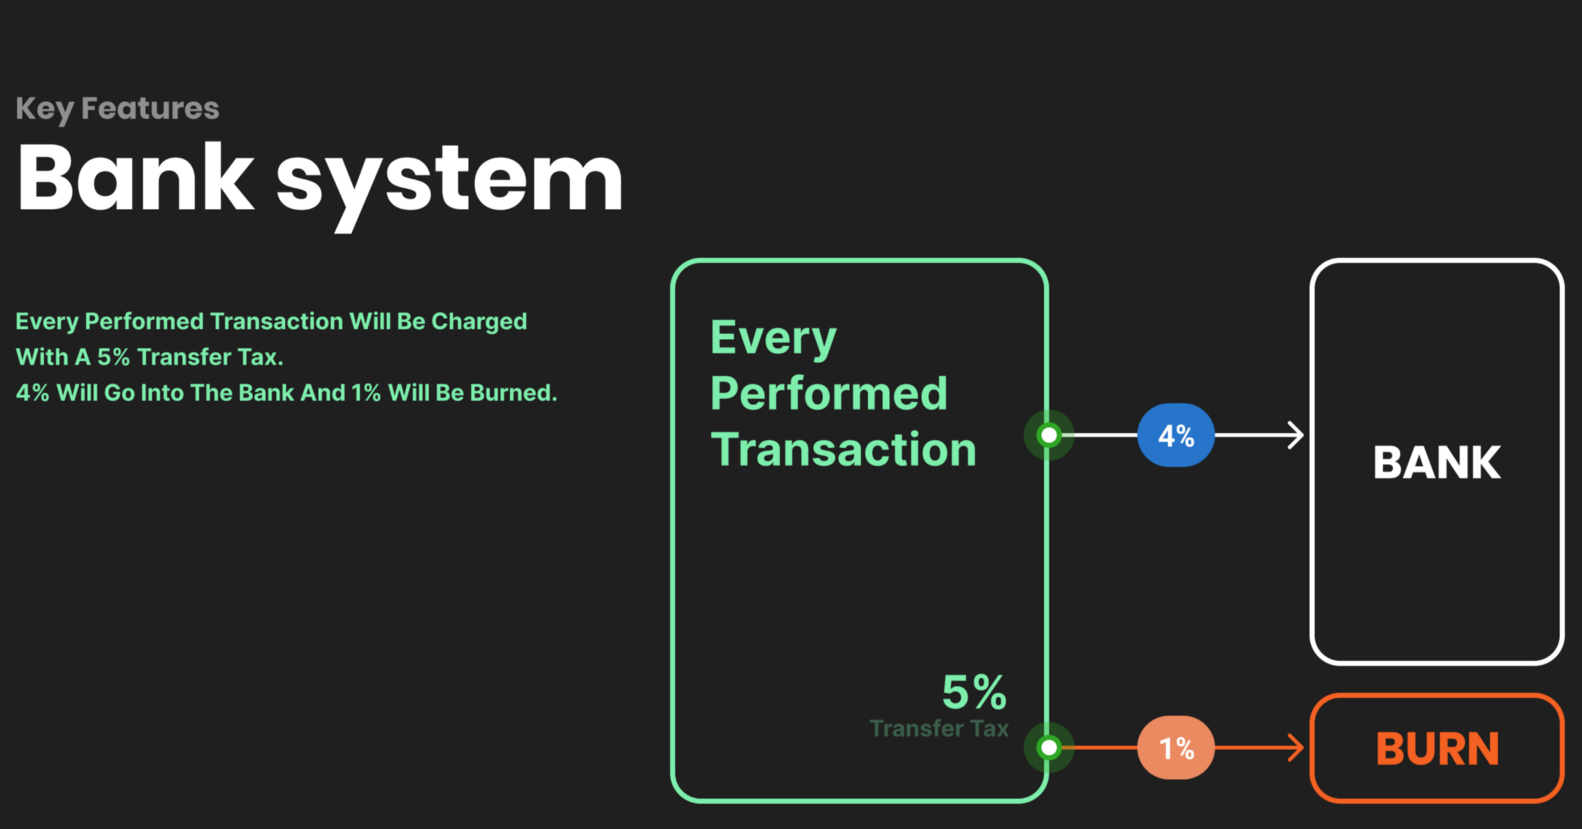 Key Features
Bank system
Every Performed Transaction Will Be Charged
With A 5% Transfer Tax.
4% Will Go Into The Bank And 1% Will Be Burned.
Every
Performed
Transaction
5%
Transfer Tax
4%
BANK
1%
BURN